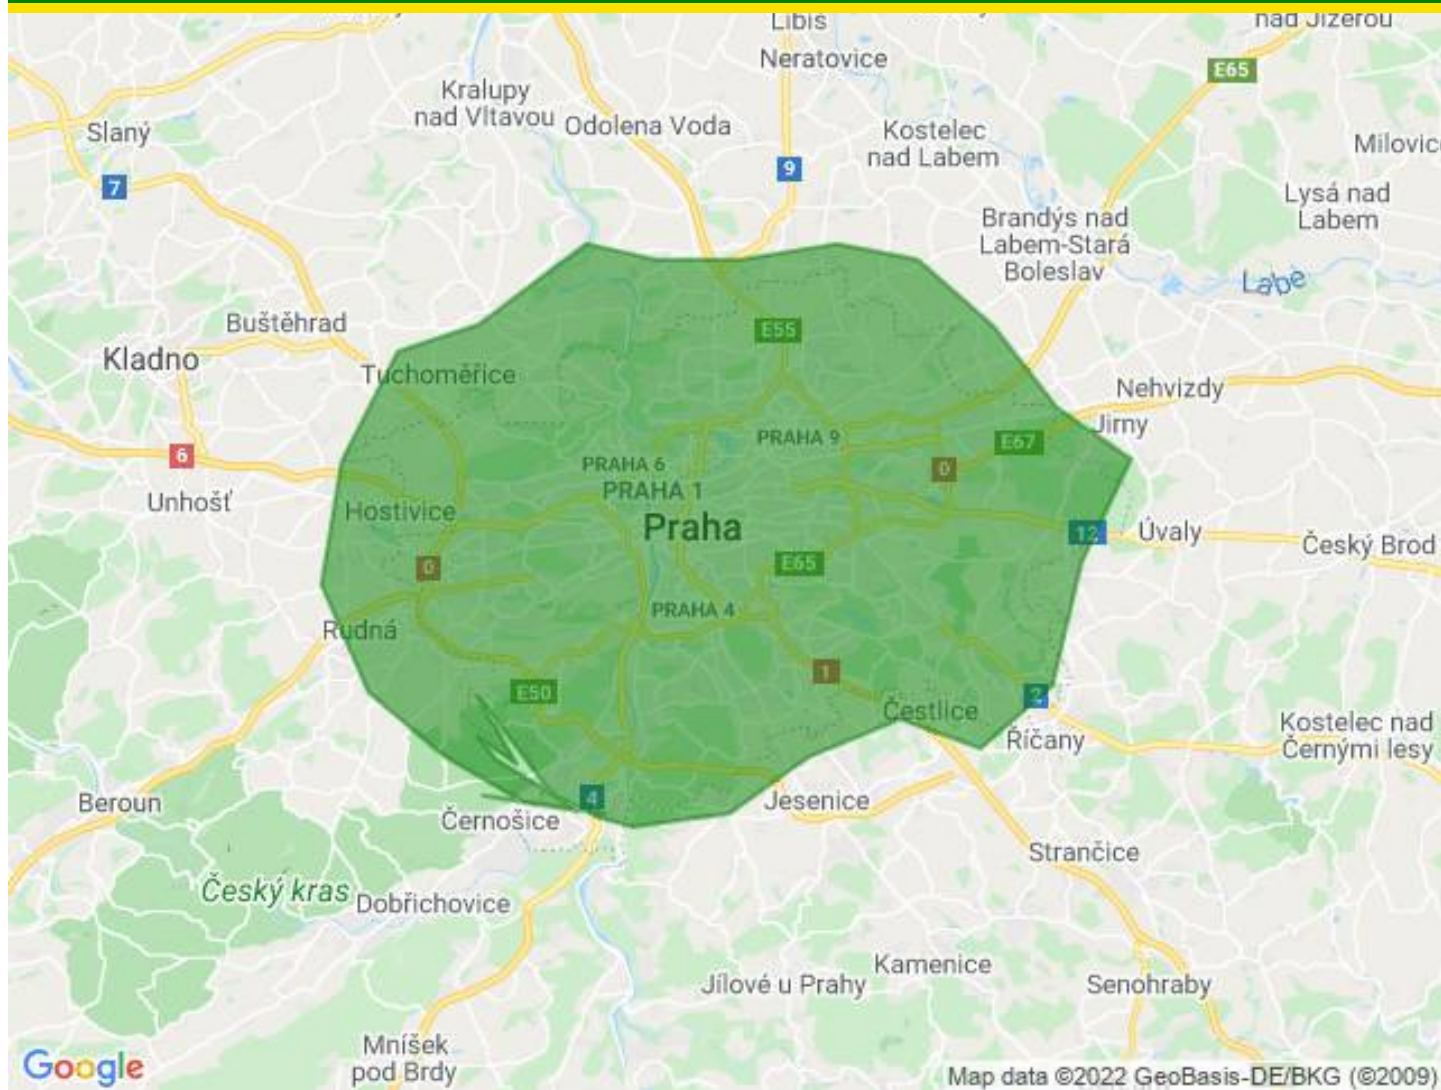 Libiš
nad Jizerou
Neratovice
E65
Kralupy
nad Vltavou
Odolena Voda
Slaný
Kostelec
nad Labem
Milovic
9
7
Lysá nad
Labem
Brandýs nad
Labem-Stará
Boleslav
Labe
Buštěhrad
E55
Kladno
Tuchoměřice
Nehvizdy
Jirny
PRAHA 9
E67
6
PRAHA 6
0
PRAHA 1
Unhošť
Hostivice
Praha
12
Úvaly
Český Brod
E65
0
PRAHA 4
Rudná
1
E50
2
Čestlice
Říčany
Kostelec nad
Černými lesy
4
Beroun
Jesenice
Černošice
Strančice
Český kras
Dobřichovice
Kamenice
Jílové u Prahy
Senohraby
Mníšek
pod Brdy
Google
Map data ©2022 GeoBasis-DE/BKG (©2009)